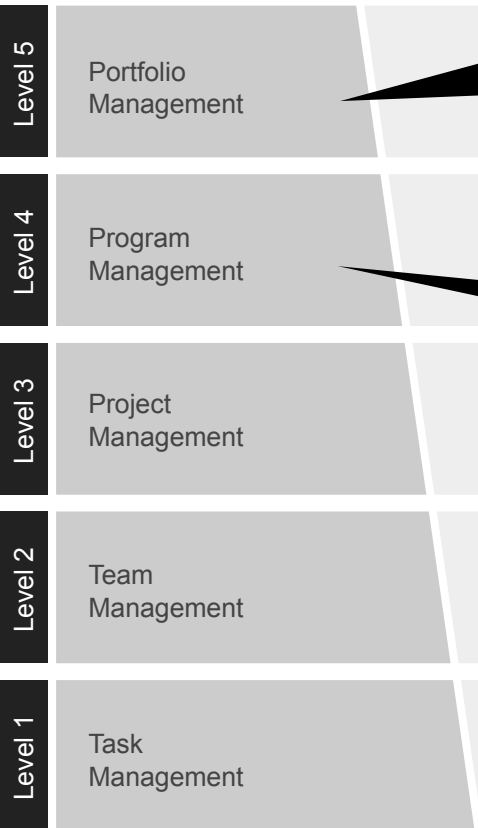 Level 5
Portfolio
Management
Level 4
Program
Management
Level 3
Project
Management
Level 2
Team
Management
Level 1
Task
Management